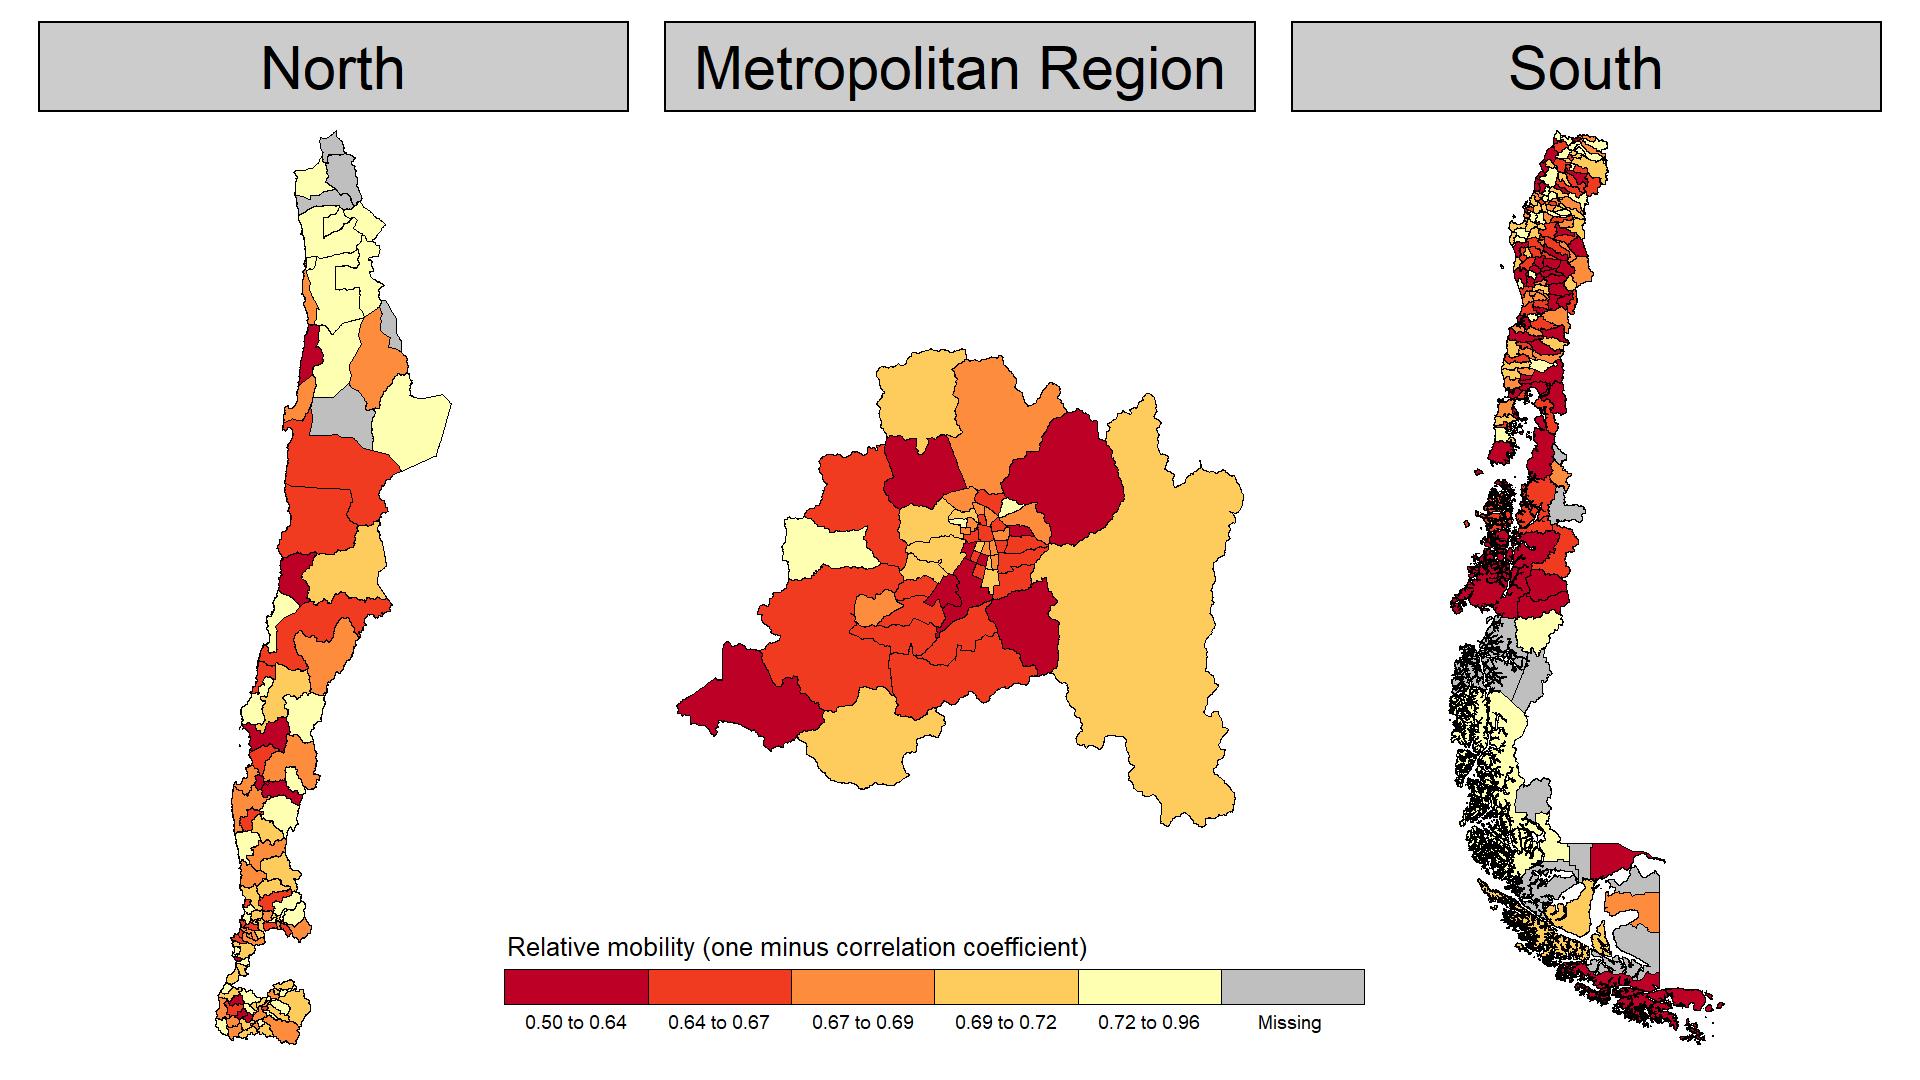 North
Metropolitan Region
South
Relative mobility (one minus correlation coefficient)
0.50 to 0.64
0.64 to 0.67
0.67 to 0.69
0.69 to 0.72
0.72 to 0.96
Missing